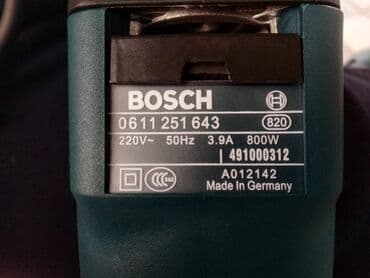 BOSCH
0 611 251 643 820
220V~ 50Hz 3.9A 800W
491000312
A012142
Made In Germany